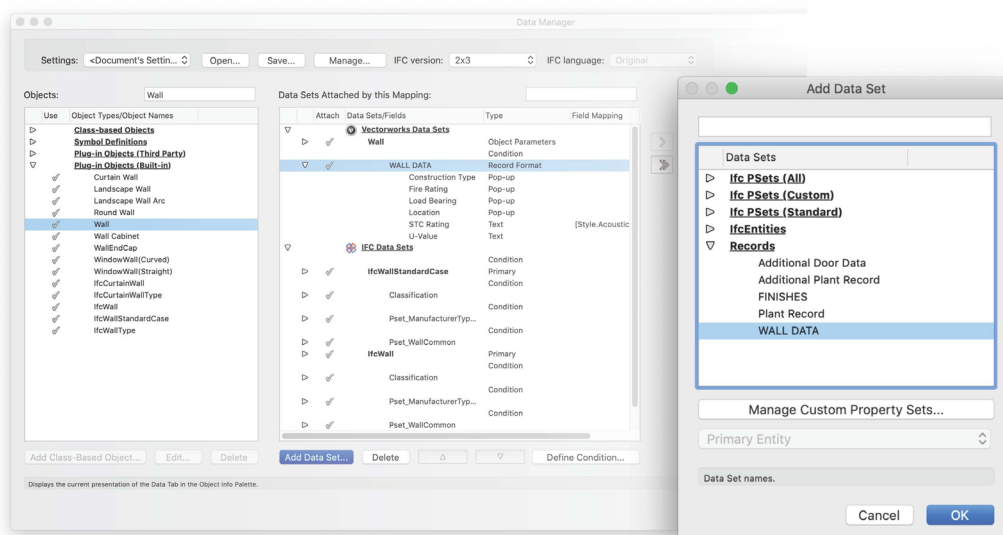 Data Manager
Settings: <Document's Settin... Open... Save... Manage... IFC version: 2x3 IFC language: Original
Objects: Wall
Use Object Types/Object Names
Class-based Objects
Symbol Definitions
Plug-in Objects (Third Party)
Plug-in Objects (Built-in)
Curtain Wall
Landscape Wall
Landscape Wall Arc
Round Wall
Wall
Wall Cabinet
WallEndCap
WindowWall(Curved)
WindowWall(Straight)
IfcCurtainWall
IfcCurtainWallType
IfcWall
IfcWallStandardCase
IfcWallType
Add Class-Based Object... Edit... Delete
Data Sets Attached by this Mapping:
Attach Data Sets/Fields Type Field Mapping
Vectorworks Data Sets
Wall Object Parameters
Condition
WALL DATA Record Format
Construction Type Pop-up
Fire Rating Pop-up
Load Bearing Pop-up
Location Pop-up
STC Rating Text [Style.Acoustic
U-Value Text
IFC Data Sets
Condition
IfcWallStandardCase Primary
Condition
Classification
Condition
Pset_ManufacturerTyp...
Condition
Pset_WallCommon
IfcWall Primary
Condition
Classification
Condition
Pset_ManufacturerTyp...
Condition
Pset_WallCommon
Add Data Set... Delete Define Condition...
Displays the current presentation of the Data Tab in the Object Info Palette.
Add Data Set
Data Sets
Ifc PSets (All)
Ifc PSets (Custom)
Ifc PSets (Standard)
IfcEntities
Records
Additional Door Data
Additional Plant Record
FINISHES
Plant Record
WALL DATA
Manage Custom Property Sets...
Primary Entity
Data Set names.
Cancel OK